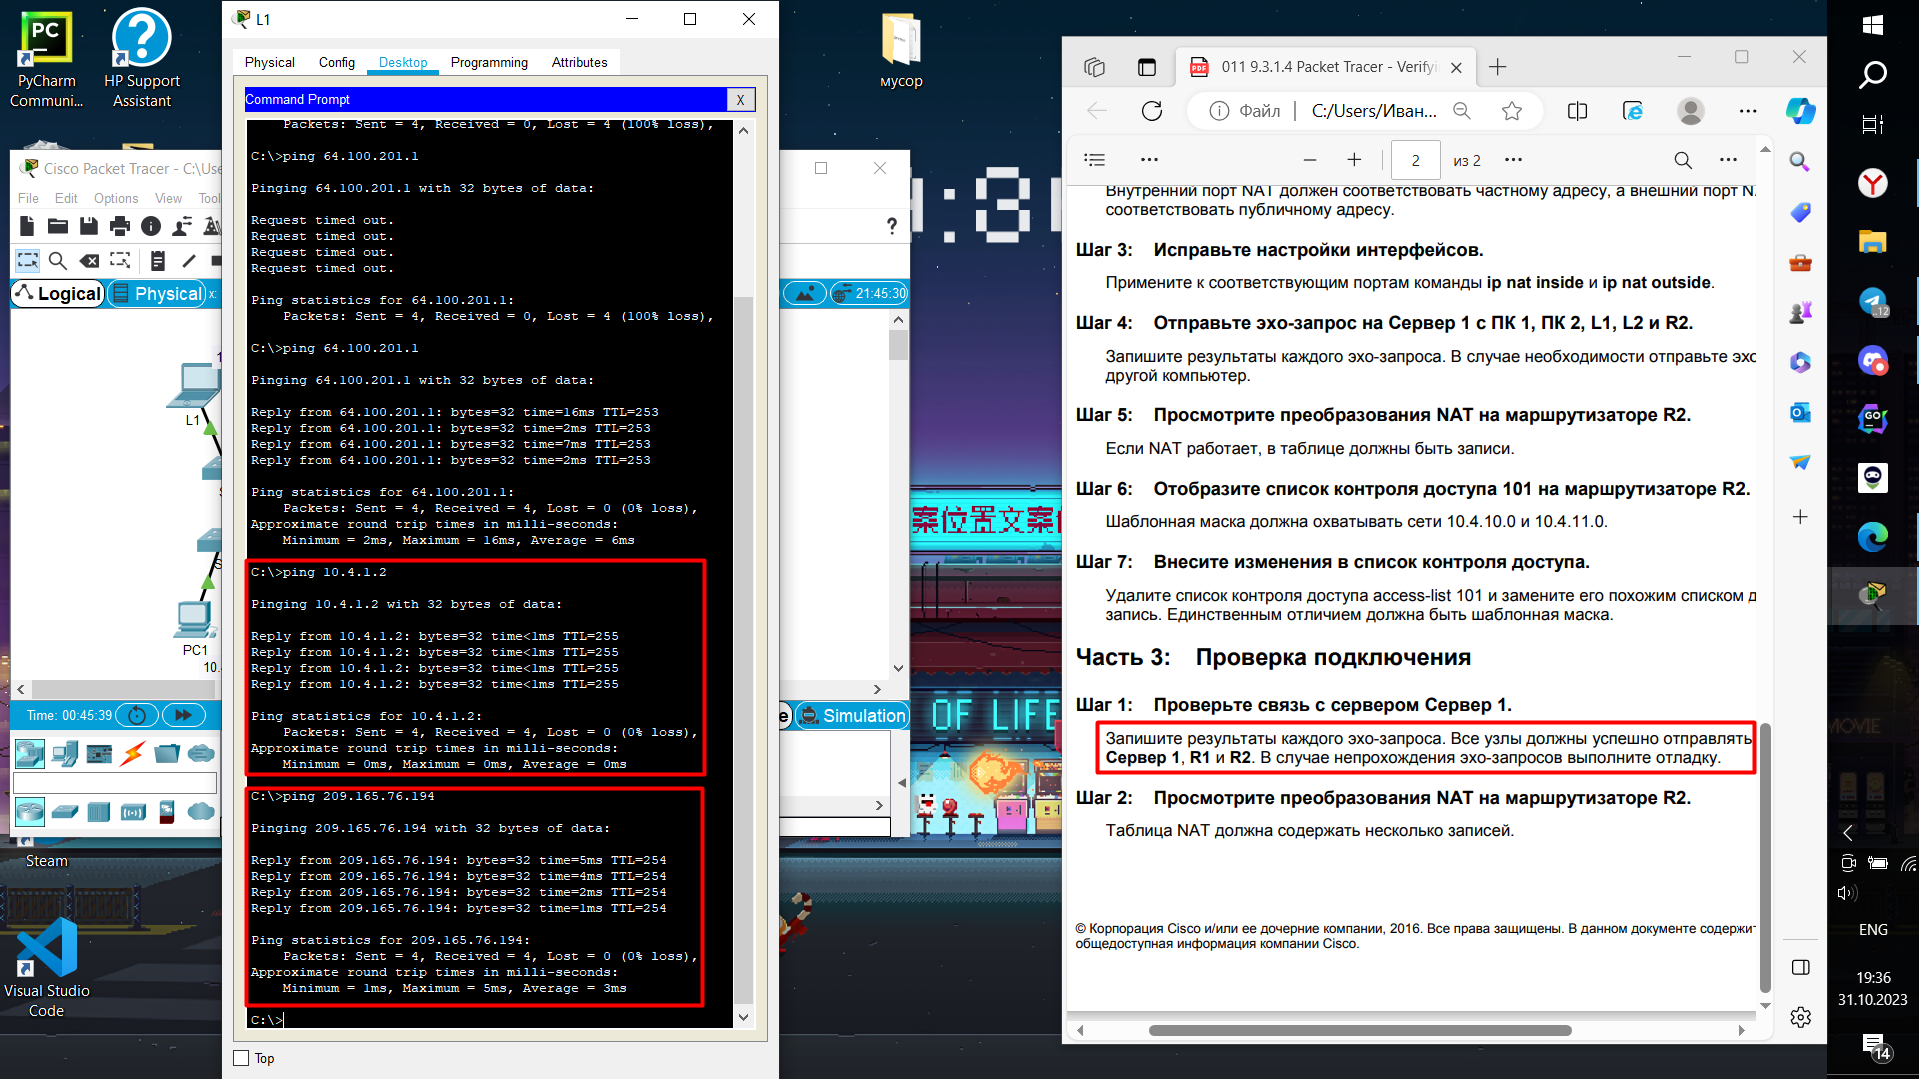 PyCharm
Communi...
HP Support
Assistant
мусор
Steam
Visual Studio
Code
Cisco Packet Tracer - C:\Use
File Edit Options View Tool
Logical
Physical
x:
21:45:30
L1
PC1
10.
Time: 00:45:39
Simulation
L1
Physical Config Desktop Programming Attributes
Command Prompt
X
Packets: Sent = 4, Received = 0, Lost = 4 (100% loss),
C:\>ping 64.100.201.1
Pinging 64.100.201.1 with 32 bytes of data:
Request timed out.
Request timed out.
Request timed out.
Request timed out.
Ping statistics for 64.100.201.1:
Packets: Sent = 4, Received = 0, Lost = 4 (100% loss),
C:\>ping 64.100.201.1
Pinging 64.100.201.1 with 32 bytes of data:
Reply from 64.100.201.1: bytes=32 time=16ms TTL=253
Reply from 64.100.201.1: bytes=32 time=2ms TTL=253
Reply from 64.100.201.1: bytes=32 time=7ms TTL=253
Reply from 64.100.201.1: bytes=32 time=2ms TTL=253
Ping statistics for 64.100.201.1:
Packets: Sent = 4, Received = 4, Lost = 0 (0% loss),
Approximate round trip times in milli-seconds:
Minimum = 2ms, Maximum = 16ms, Average = 6ms
C:\>ping 10.4.1.2
Pinging 10.4.1.2 with 32 bytes of data:
Reply from 10.4.1.2: bytes=32 time<1ms TTL=255
Reply from 10.4.1.2: bytes=32 time<1ms TTL=255
Reply from 10.4.1.2: bytes=32 time<1ms TTL=255
Reply from 10.4.1.2: bytes=32 time<1ms TTL=255
Ping statistics for 10.4.1.2:
Packets: Sent = 4, Received = 4, Lost = 0 (0% loss),
Approximate round trip times in milli-seconds:
Minimum = 0ms, Maximum = 0ms, Average = 0ms
C:\>ping 209.165.76.194
Pinging 209.165.76.194 with 32 bytes of data:
Reply from 209.165.76.194: bytes=32 time=5ms TTL=254
Reply from 209.165.76.194: bytes=32 time=4ms TTL=254
Reply from 209.165.76.194: bytes=32 time=2ms TTL=254
Reply from 209.165.76.194: bytes=32 time=1ms TTL=254
Ping statistics for 209.165.76.194:
Packets: Sent = 4, Received = 4, Lost = 0 (0% loss),
Approximate round trip times in milli-seconds:
Minimum = 1ms, Maximum = 5ms, Average = 3ms
C:\>
Top
案位置文案
OF LIFE
MOVIE
011 9.3.1.4 Packet Tracer - Verifyi
Файл C:/Users/Иван...
2 из 2
Внутренний порт NAT должен соответствовать частному адресу, а внешний порт N
соответствовать публичному адресу.
Шаг 3: Исправьте настройки интерфейсов.
Примените к соответствующим портам команды ip nat inside и ip nat outside.
Шаг 4: Отправьте эхо-запрос на Сервер 1 с ПК 1, ПК 2, L1, L2 и R2.
Запишите результаты каждого эхо-запроса. В случае необходимости отправьте эхо
другой компьютер.
Шаг 5: Просмотрите преобразования NAT на маршрутизаторе R2.
Если NAT работает, в таблице должны быть записи.
Шаг 6: Отобразите список контроля доступа 101 на маршрутизаторе R2.
Шаблонная маска должна охватывать сети 10.4.10.0 и 10.4.11.0.
Шаг 7: Внесите изменения в список контроля доступа.
Удалите список контроля доступа access-list 101 и замените его похожим списком д
запись. Единственным отличием должна быть шаблонная маска.
Часть 3: Проверка подключения
Шаг 1: Проверьте связь с сервером Сервер 1.
Запишите результаты каждого эхо-запроса. Все узлы должны успешно отправлять
Сервер 1, R1 и R2. В случае непрохождения эхо-запросов выполните отладку.
Шаг 2: Просмотрите преобразования NAT на маршрутизаторе R2.
Таблица NAT должна содержать несколько записей.
© Корпорация Cisco и/или ее дочерние компании, 2016. Все права защищены. В данном документе содержит
общедоступная информация компании Cisco.
12
ENG
19:36
31.10.2023
14